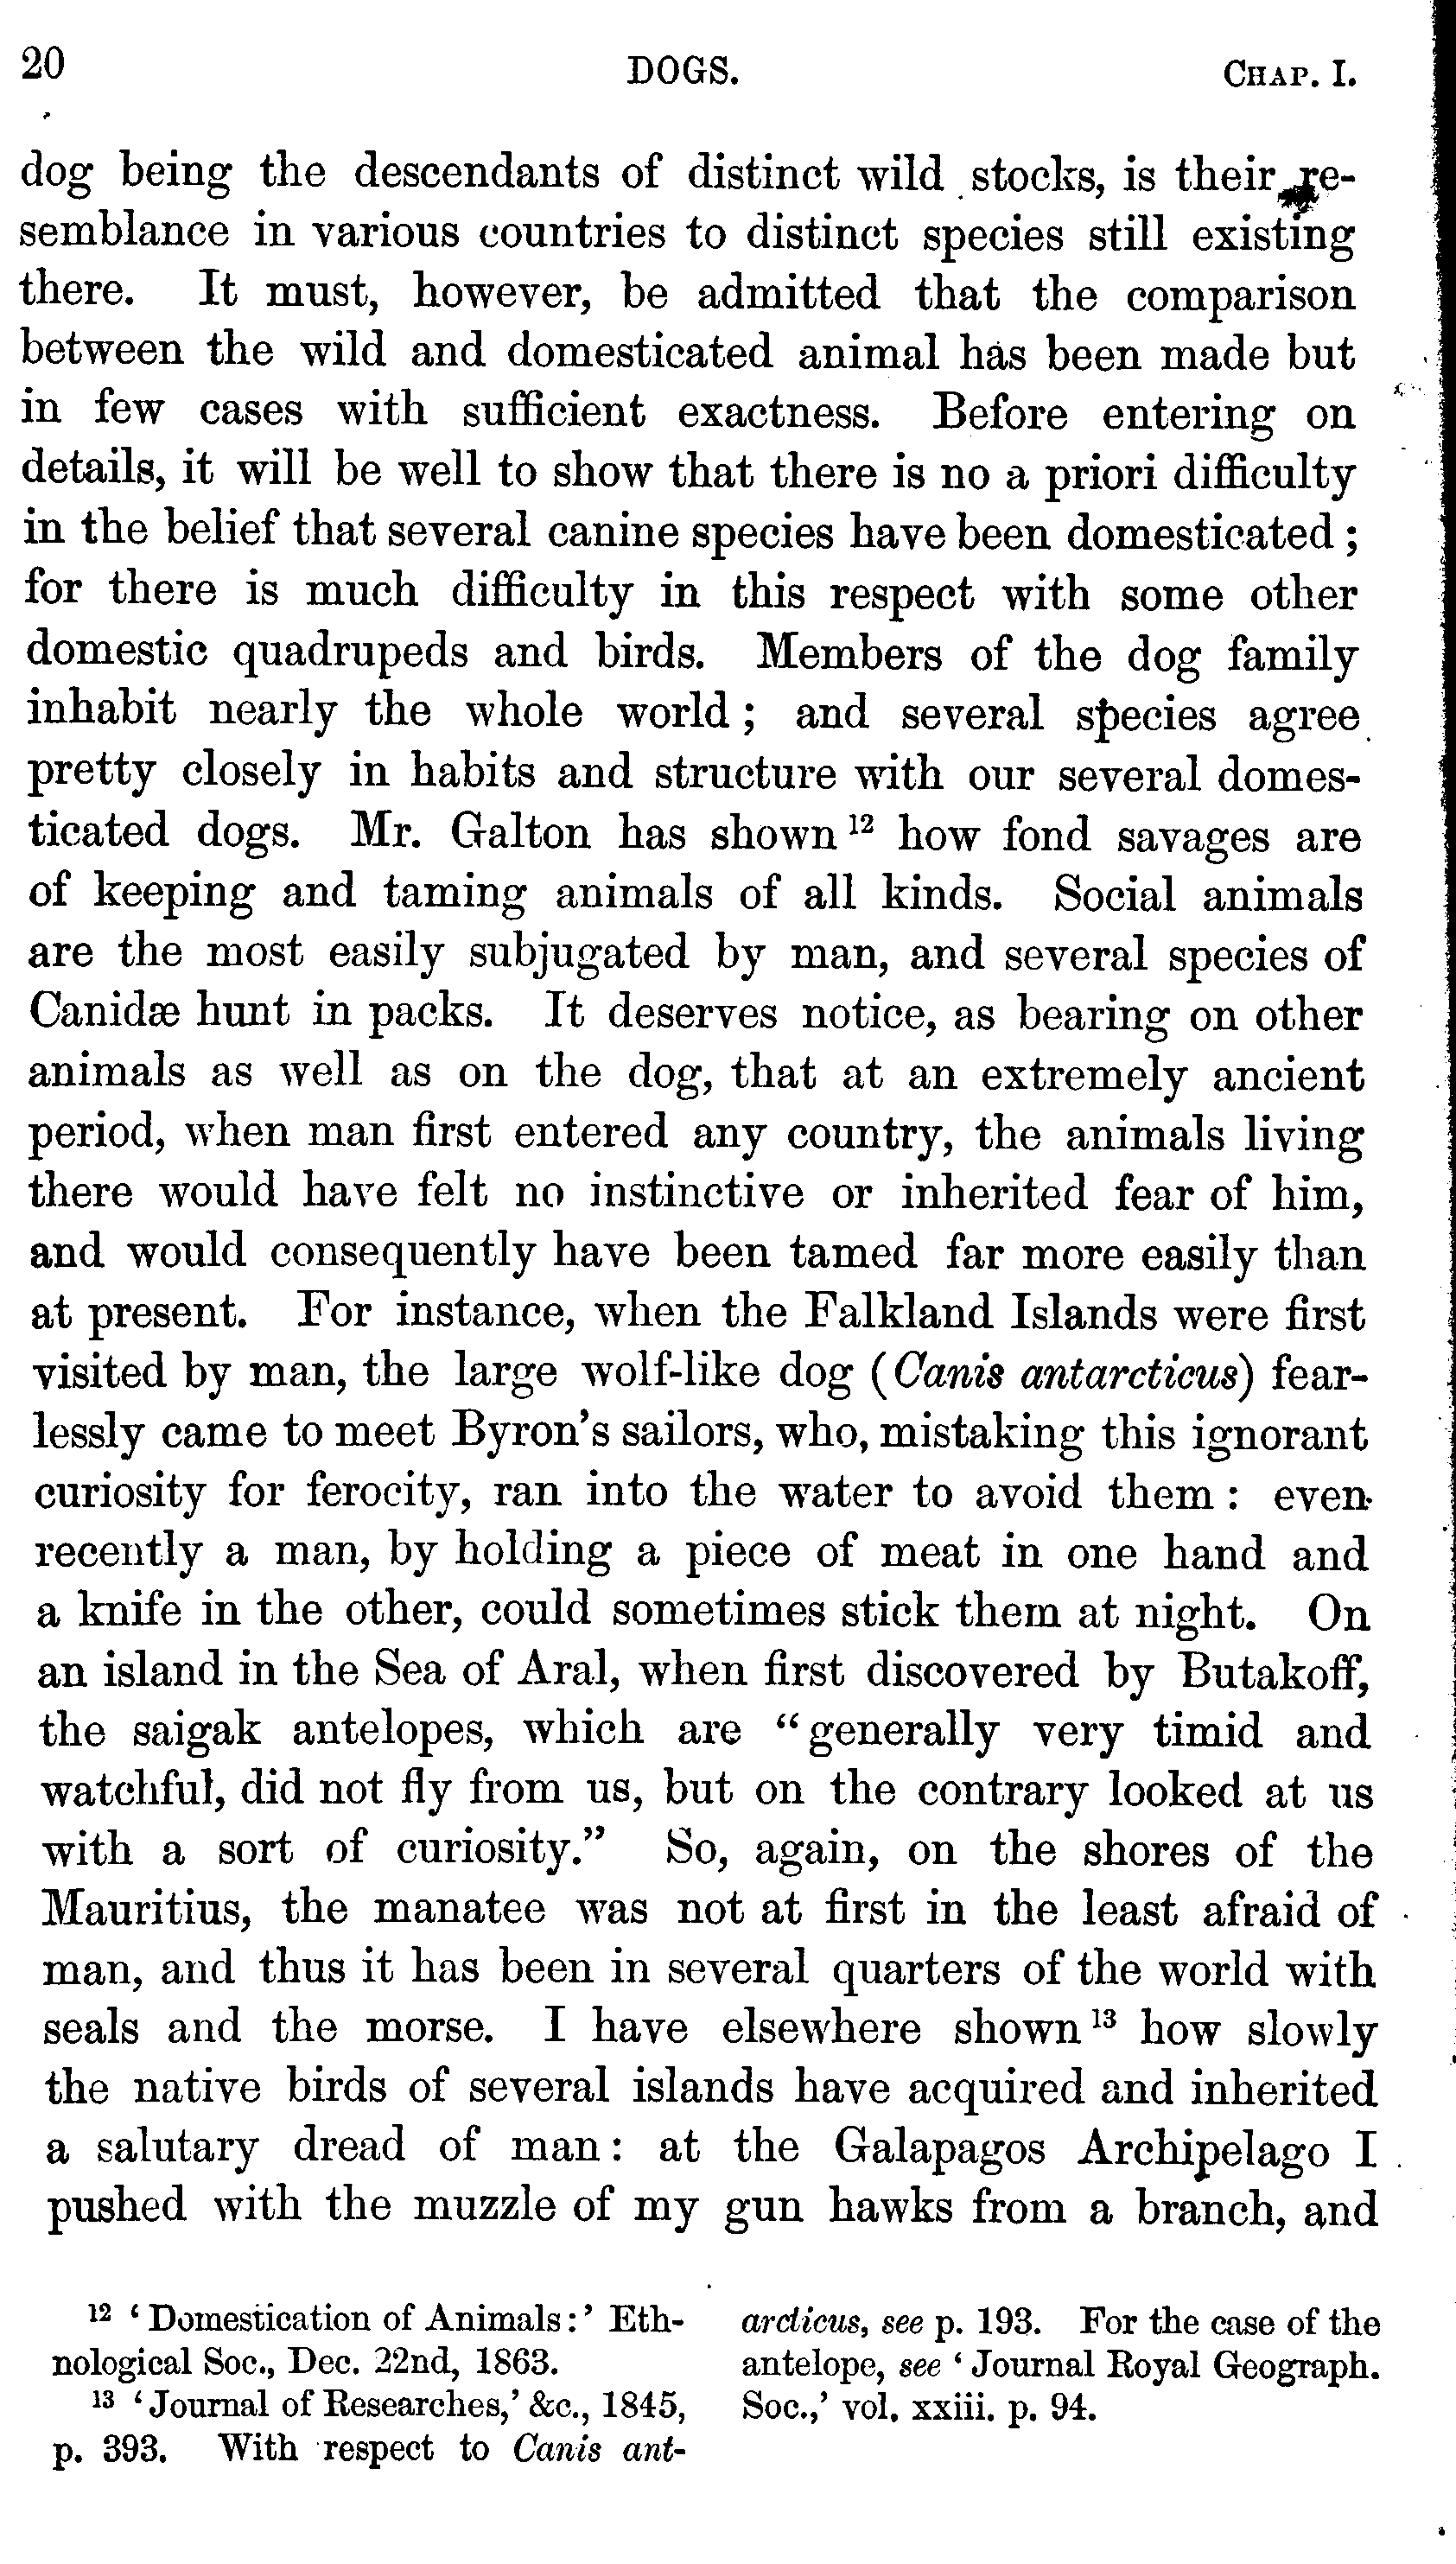 20 DOGS. CHAP. I.
dog being the descendants of distinct wild stocks, is their re-
semblance in various countries to distinct species still existing
there. It must, however, be admitted that the comparison
between the wild and domesticated animal has been made but
in few cases with sufficient exactness. Before entering on
details, it will be well to show that there is no a priori difficulty
in the belief that several canine species have been domesticated;
for there is much difficulty in this respect with some other
domestic quadrupeds and birds. Members of the dog family
inhabit nearly the whole world; and several species agree
pretty closely in habits and structure with our several domes-
ticated dogs. Mr. Galton has shown 12 how fond savages are
of keeping and taming animals of all kinds. Social animals
are the most easily subjugated by man, and several species of
Canidæ hunt in packs. It deserves notice, as bearing on other
animals as well as on the dog, that at an extremely ancient
period, when man first entered any country, the animals living
there would have felt no instinctive or inherited fear of him,
and would consequently have been tamed far more easily than
at present. For instance, when the Falkland Islands were first
visited by man, the large wolf-like dog (Canis antarcticus) fear-
lessly came to meet Byron's sailors, who, mistaking this ignorant
curiosity for ferocity, ran into the water to avoid them: even
recently a man, by holding a piece of meat in one hand and
a knife in the other, could sometimes stick them at night. On
an island in the Sea of Aral, when first discovered by Butakoff,
the saigak antelopes, which are "generally very timid and
watchful, did not fly from us, but on the contrary looked at us
with a sort of curiosity." So, again, on the shores of the
Mauritius, the manatee was not at first in the least afraid of
man, and thus it has been in several quarters of the world with
seals and the morse. I have elsewhere shown 13 how slowly
the native birds of several islands have acquired and inherited
a salutary dread of man: at the Galapagos Archipelago I
pushed with the muzzle of my gun hawks from a branch, and
12 'Domestication of Animals:' Eth-
nological Soc., Dec. 22nd, 1863.
13 'Journal of Researches,' &c., 1845,
p. 393. With respect to Canis ant-
arcticus, see p. 193. For the case of the
antelope, see 'Journal Royal Geograph.
Soc.,' vol. xxiii. p. 94.